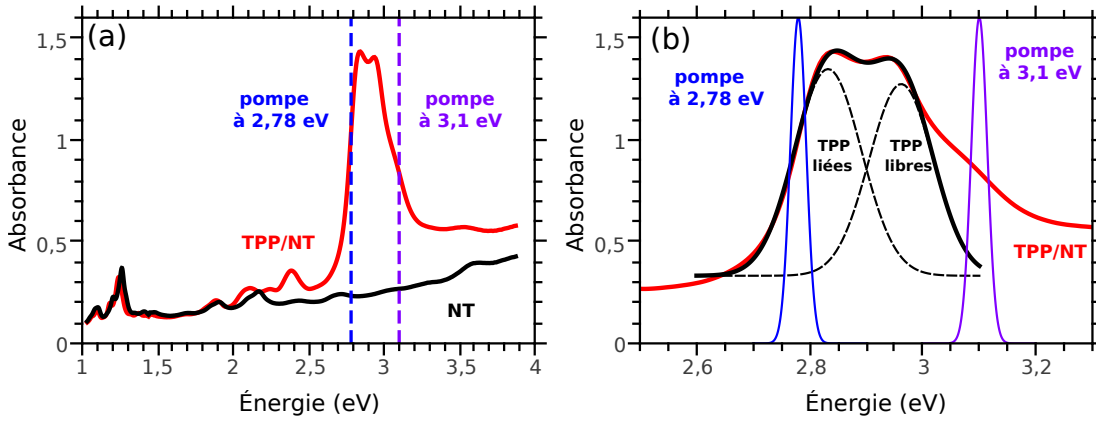 (a)
pompe
à 2,78 eV
pompe
à 3,1 eV
TPP/NT
NT
Absorbance
0
0,5
1
1,5
1
1,5
2
2,5
3
3,5
4
Énergie (eV)
(b)
pompe
à 2,78 eV
pompe
à 3,1 eV
TPP
liées
TPP
libres
TPP/NT
Absorbance
0
0,5
1
1,5
2,6
2,8
3
3,2
Énergie (eV)